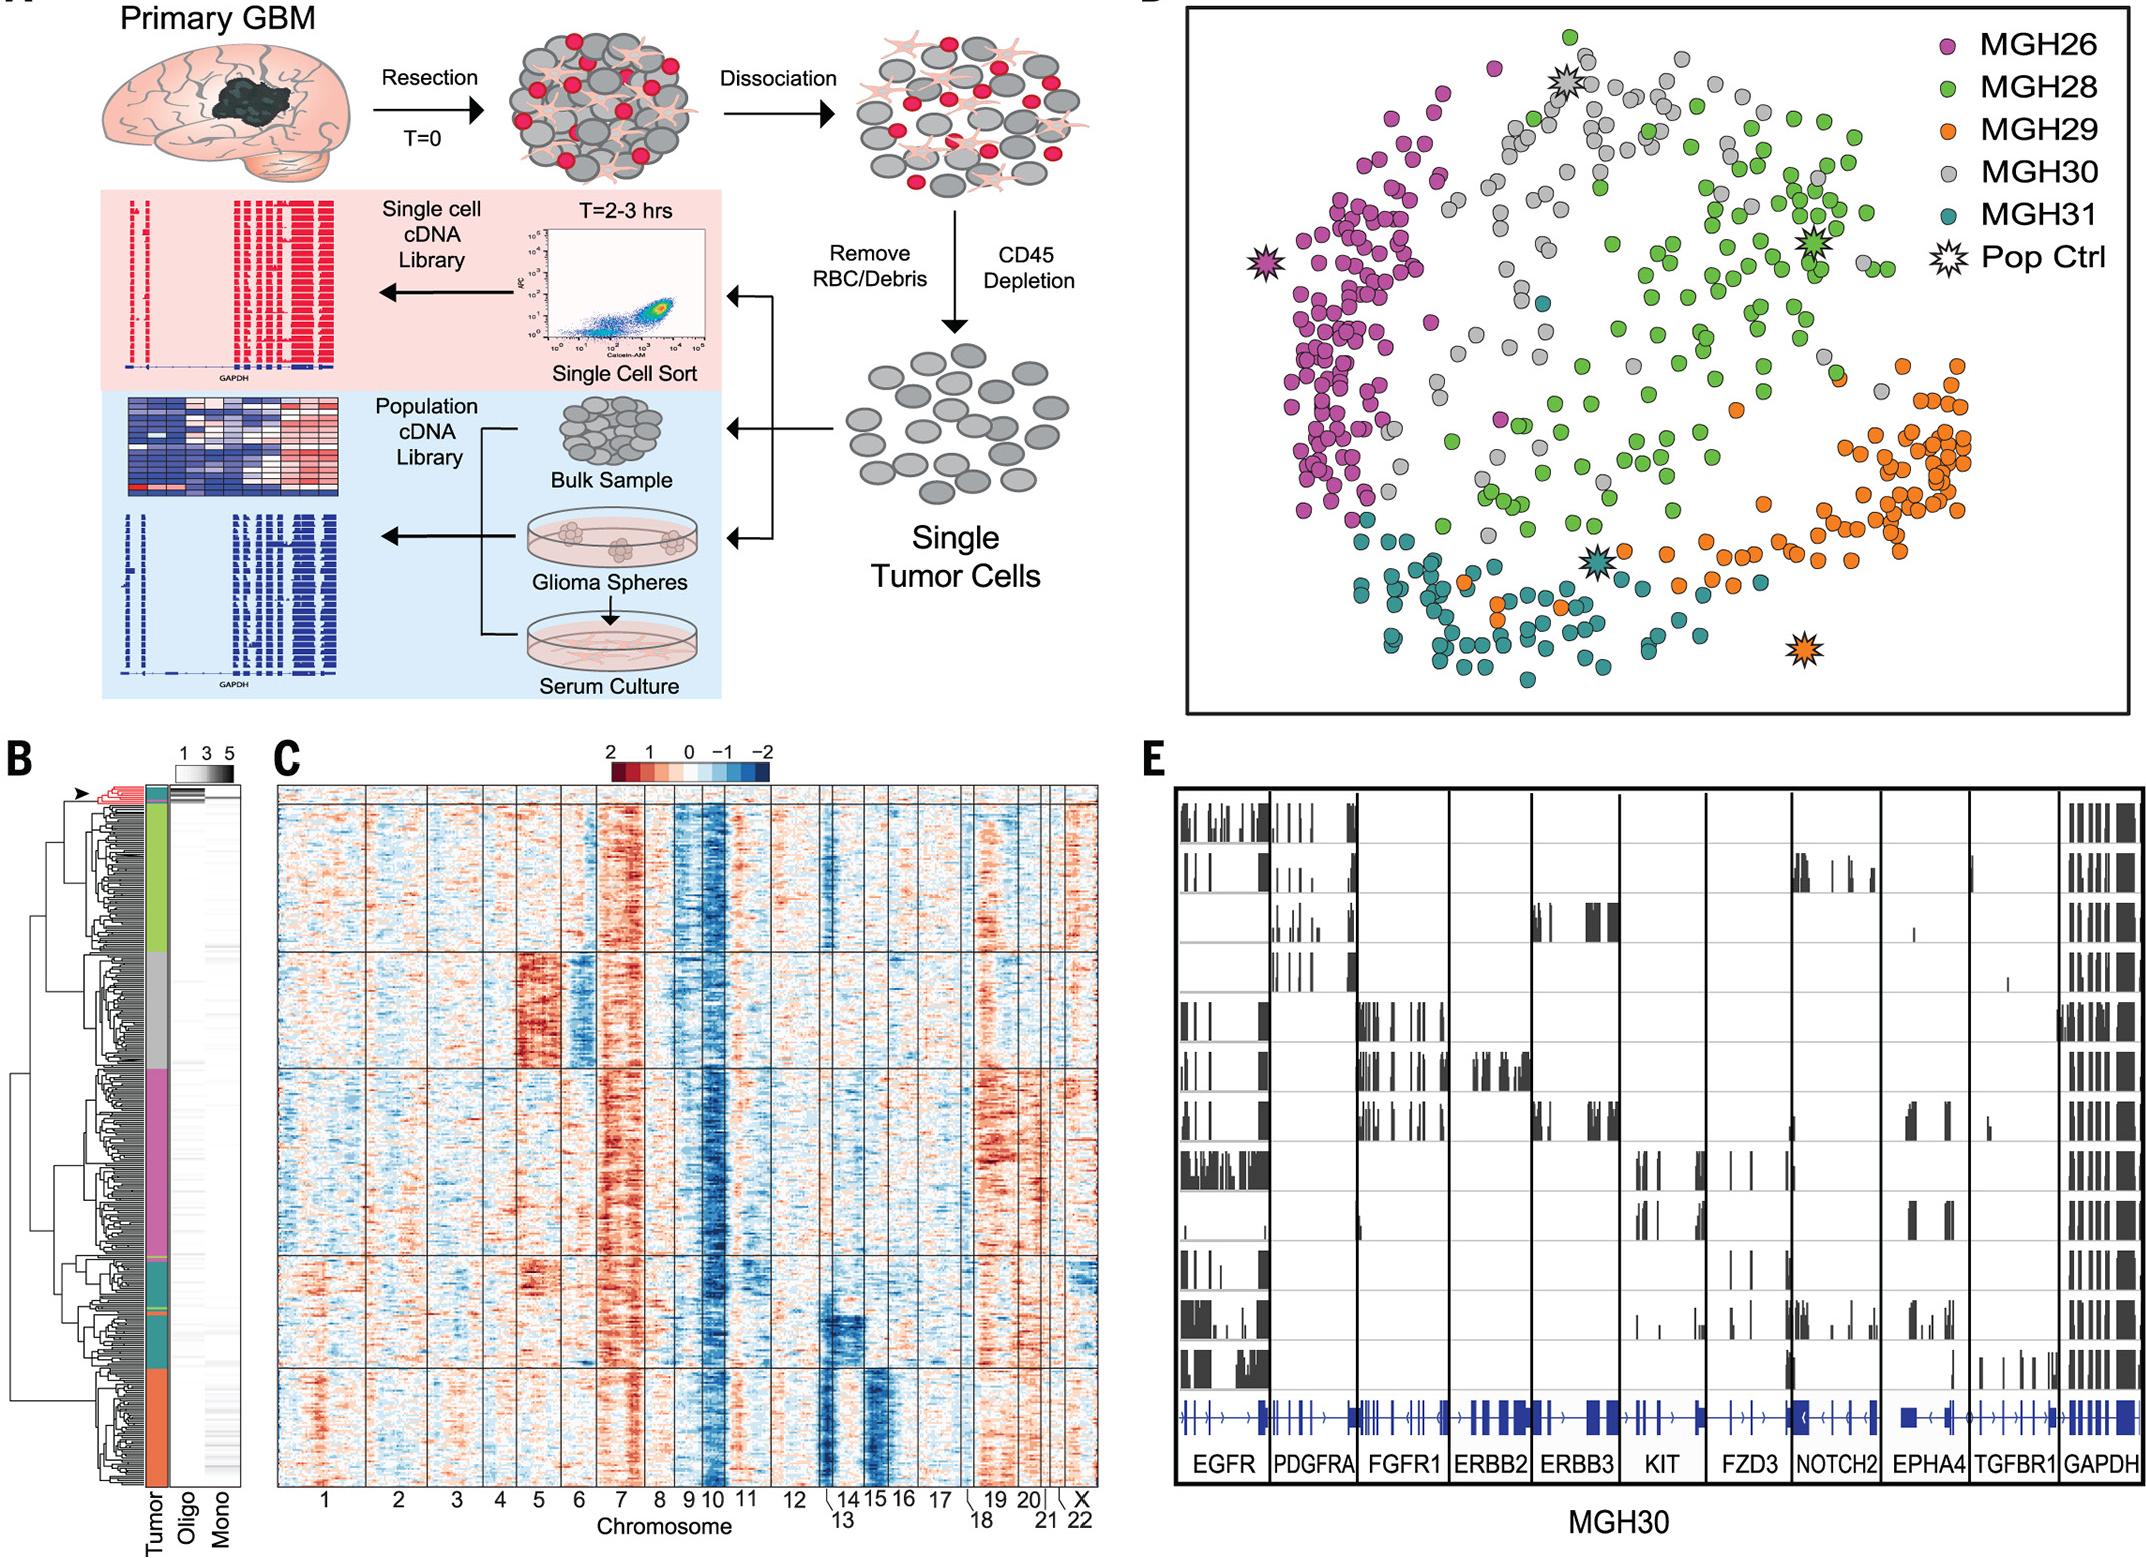 Primary GBM
Resection
T=0
Dissociation
Single cell
cDNA
Library
T=2-3 hrs
Remove
RBC/Debris
CD45
Depletion
APC
Calcein-AM
Single Cell Sort
GAPDH
Population
cDNA
Library
Bulk Sample
Glioma Spheres
Serum Culture
GAPDH
Single
Tumor Cells
MGH26
MGH28
MGH29
MGH30
MGH31
Pop Ctrl
B
1 3 5
Tumor
Oligo
Mono
C
2 1 0 −1 −2
1 2 3 4 5 6 7 8 9 10 11 12 14 15 16 17 19 20 X
13 18 21 22
Chromosome
E
EGFR PDGFRA FGFR1 ERBB2 ERBB3 KIT FZD3 NOTCH2 EPHA4 TGFBR1 GAPDH
MGH30